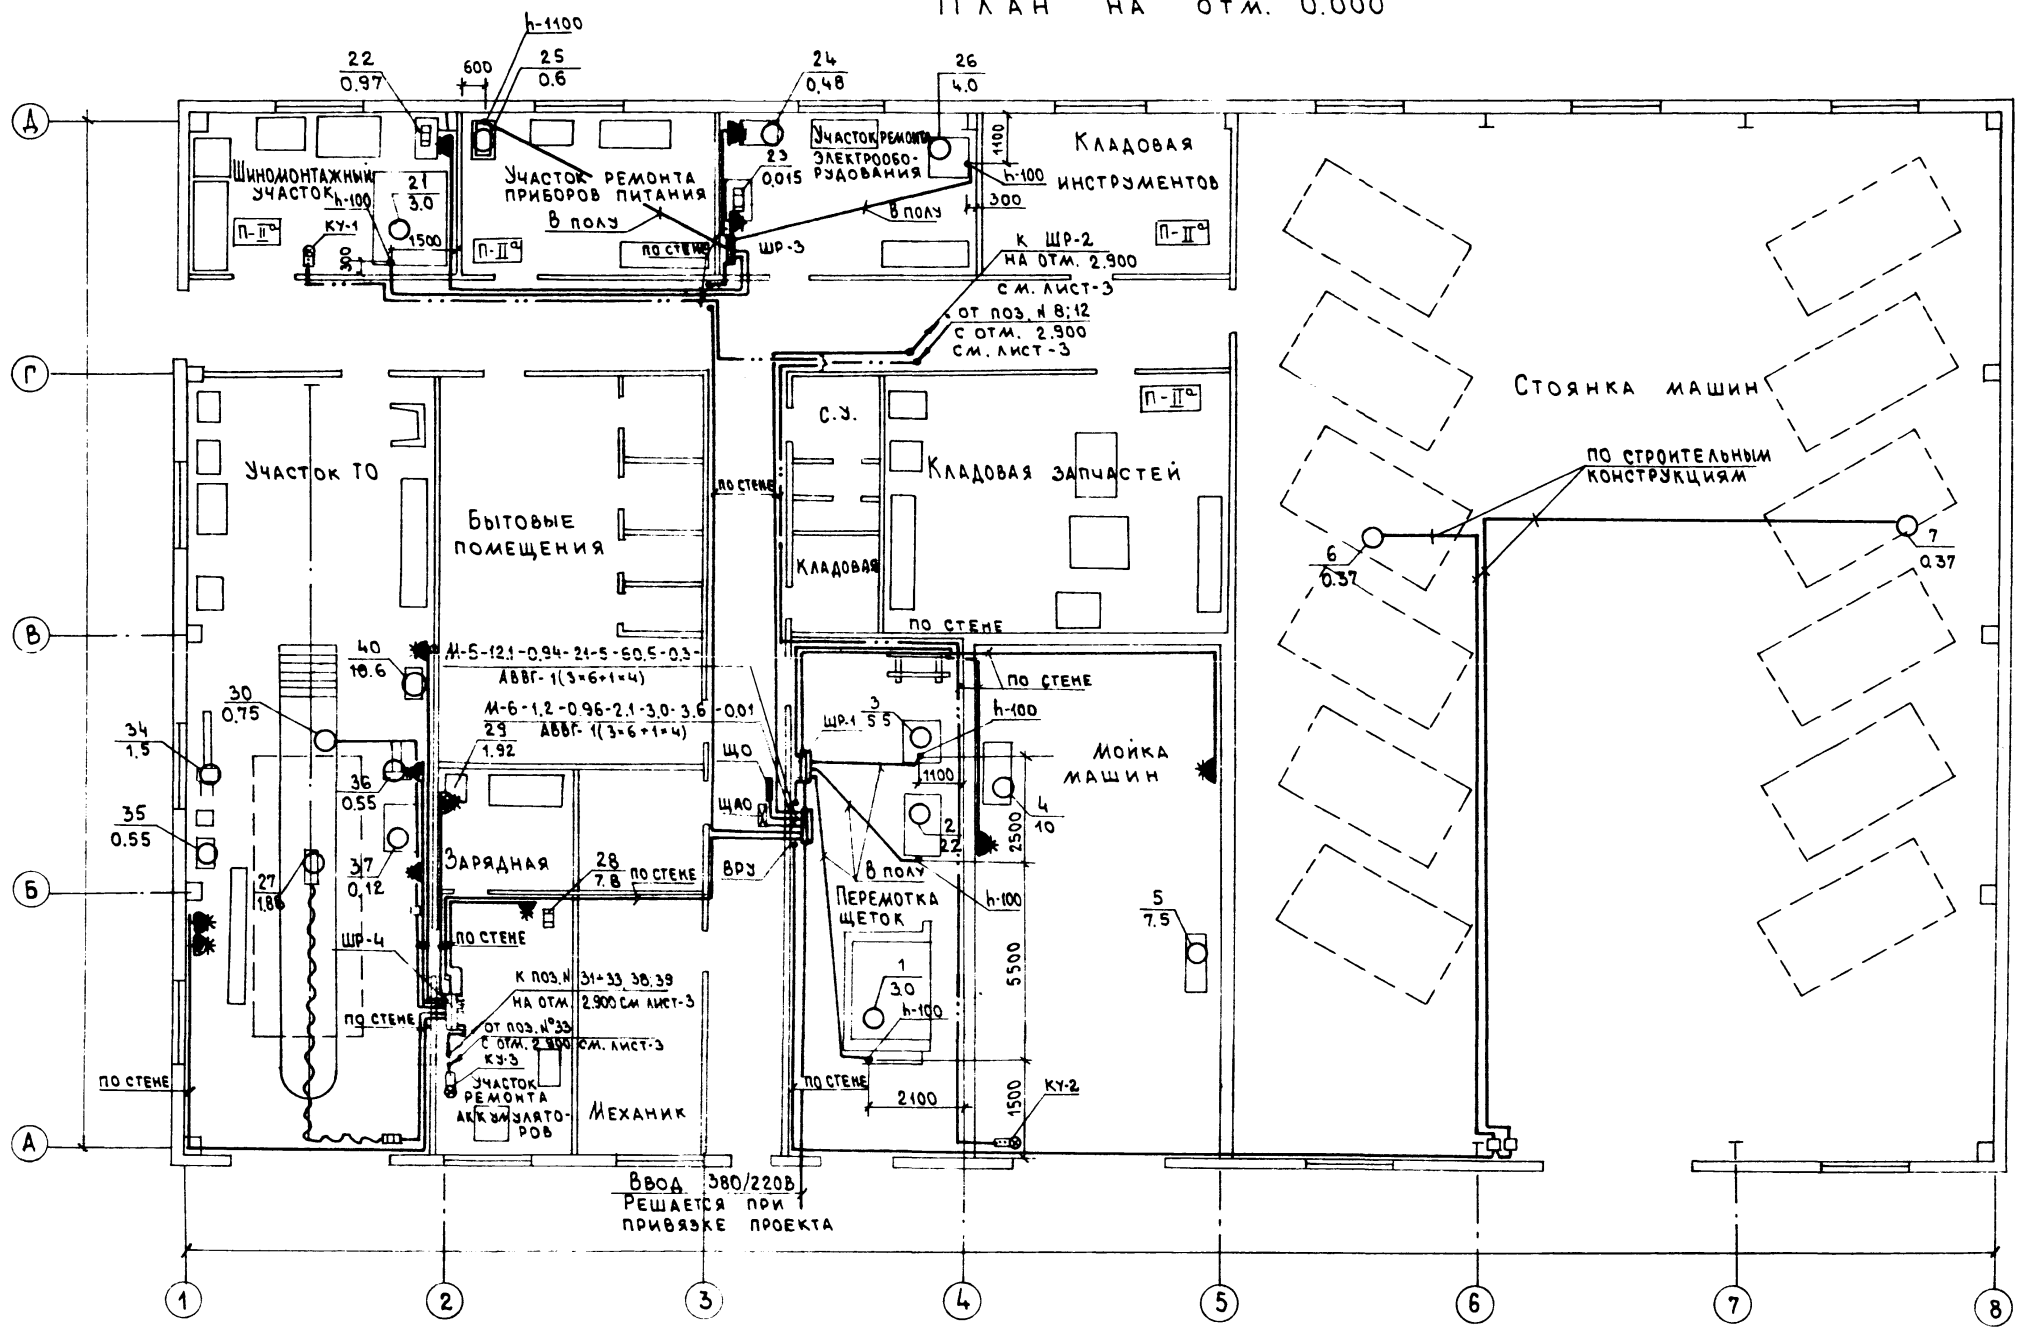 ПЛАН НА ОТМ. 0.000
h-1100
22
0.97
600
25
0.6
24
0,48
26
4.0
Д
ШИНОМОНТАЖНЫЙ
УЧАСТОК
h-100
21
3.0
КУ-1
П-IIа
1500
300
УЧАСТОК РЕМОНТА
ПРИБОРОВ ПИТАНИЯ
В ПОЛУ
П-IIа
ПО СТЕНЕ
23
0,015
ШР-3
УЧАСТОК РЕМОНТА
ЭЛЕКТРООБО-
РУДОВАНИЯ
В ПОЛУ
1100
h-100
300
КЛАДОВАЯ
ИНСТРУМЕНТОВ
П-IIа
К ШР-2
НА ОТМ. 2.900
СМ. ЛИСТ-3
ОТ ПОЗ. N 8; 12
С ОТМ. 2.900
СМ. ЛИСТ-3
Г
С.У.
П-IIа
СТОЯНКА МАШИН
УЧАСТОК ТО
БЫТОВЫЕ
ПОМЕЩЕНИЯ
ПО СТЕНЕ
КЛАДОВАЯ ЗАПЧАСТЕЙ
КЛАДОВАЯ
ПО СТРОИТЕЛЬНЫМ
КОНСТРУКЦИЯМ
6
0.37
7
0.37
В
ПО СТЕНЕ
40
18.6
М-5-12.1-0,94-21-5-60,5-0,3-
АВВГ-1(3×6+1×4)
М-6-1,2-0,96-2.1-3,0-3,6-0,01
АВВГ-1(3×6+1×4)
30
0.75
34
1,5
36
0.55
35
0.55
37
0,12
27
29
1.92
ЩО
ЩАО
ВРУ
ШР-1
3
5.5
h-100
ПО СТЕНЕ
1100
МОЙКА
МАШИН
4
10
2
22
2500
Б
ЗАРЯДНАЯ
28
7.8
ПО СТЕНЕ
В ПОЛУ
ПЕРЕМОТКА
ЩЕТОК
h-100
5
7.5
ШР-4
ПО СТЕНЕ
К ПОЗ. N 31÷33, 38, 39
НА ОТМ. 2.900 СМ ЛИСТ-3
ОТ ПОЗ. N°33
С ОТМ. 2.900 СМ. ЛИСТ-3
КУ-3
ПО СТЕНЕ
1
3.0
h-100
5500
ПО СТЕНЕ
УЧАСТОК
РЕМОНТА
АККУМУЛЯТО-
РОВ
МЕХАНИК
ПО СТЕНЕ
2100
1500
КУ-2
А
ВВОД 380/220В
РЕШАЕТСЯ ПРИ
ПРИВЯЗКЕ ПРОЕКТА
1
2
3
4
5
6
7
8